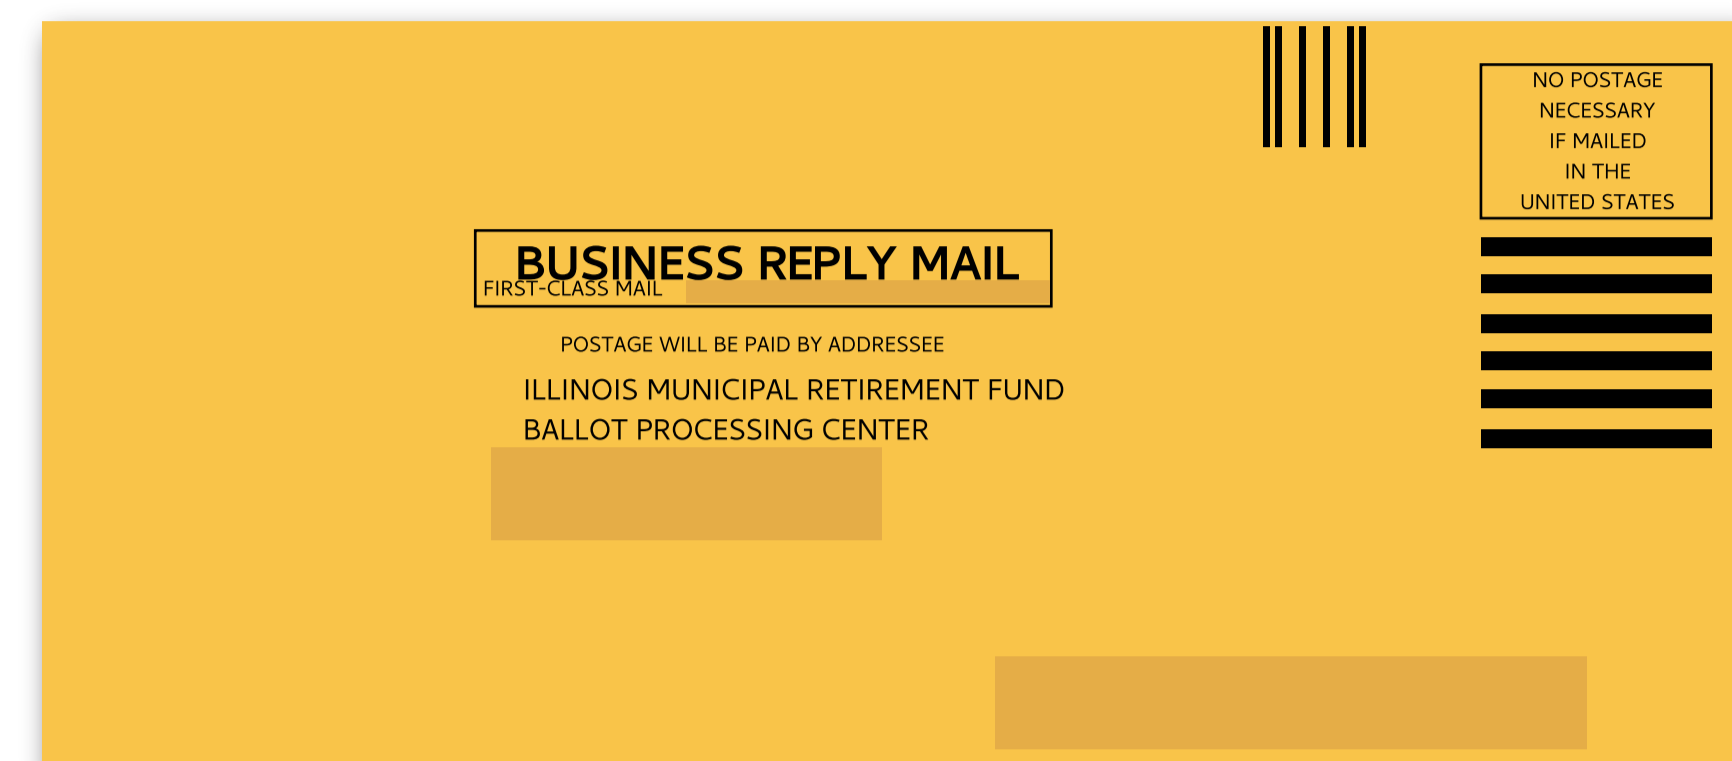 NO POSTAGE
NECESSARY
IF MAILED
IN THE
UNITED STATES
BUSINESS REPLY MAIL
FIRST-CLASS MAIL
POSTAGE WILL BE PAID BY ADDRESSEE
ILLINOIS MUNICIPAL RETIREMENT FUND
BALLOT PROCESSING CENTER